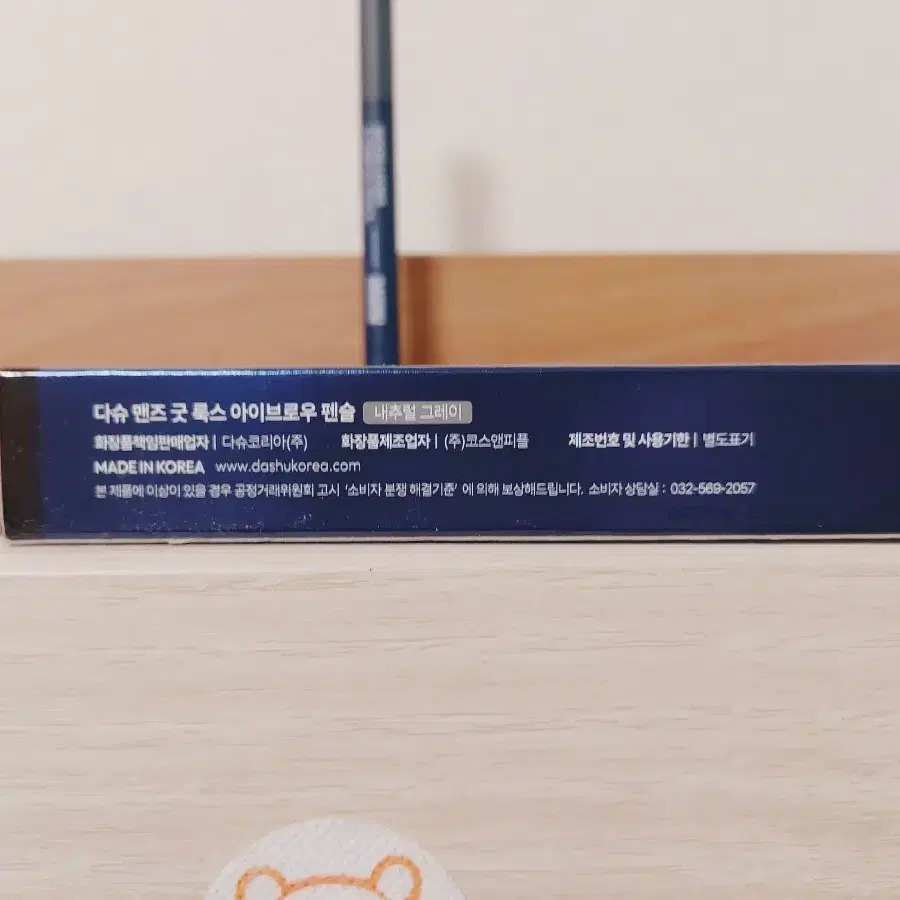 다슈 맨즈 굿 룩스 아이브로우 펜슬 내추럴 그레이
화장품책임판매업자 | 다슈코리아(주) 화장품제조업자 | (주)코스앤피플 제조번호 및 사용기한 | 별도표기
MADE IN KOREA www.dashukorea.com
본 제품에 이상이 있을 경우 공정거래위원회 고시 '소비자 분쟁 해결기준' 에 의해 보상해드립니다. 소비자 상담실 : 032-569-2057